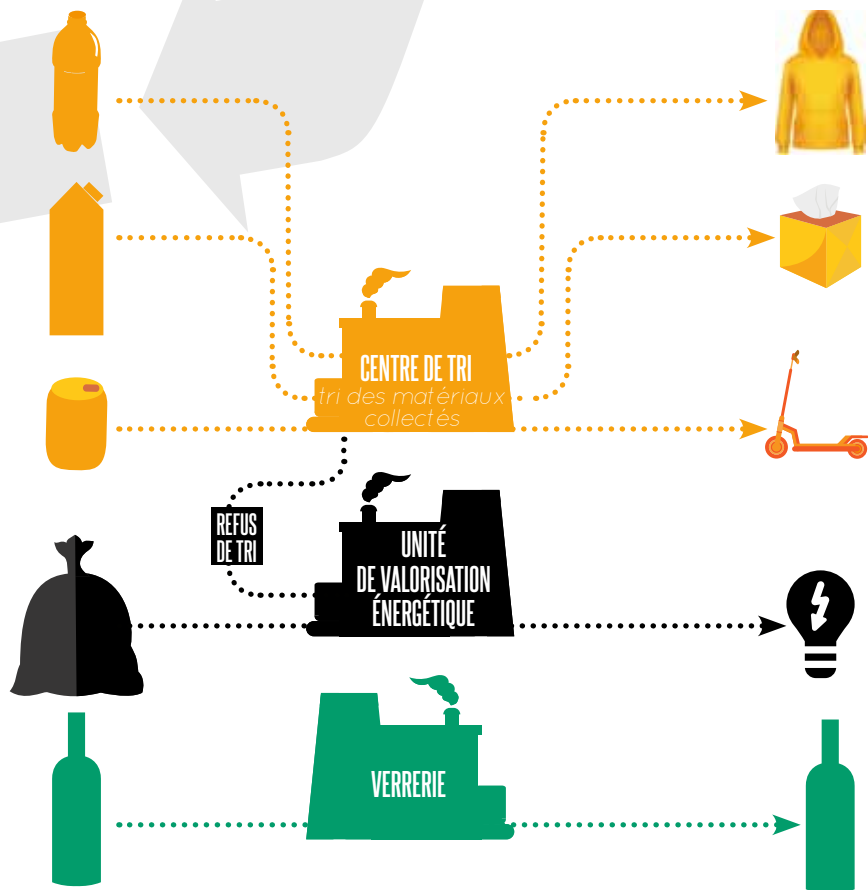 CENTRE DE TRI
tri des matériaux
collectés
REFUS
DE TRI
UNITÉ
DE VALORISATION
ÉNERGÉTIQUE
VERRERIE